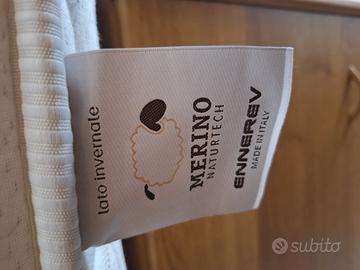 lato invernale
MERINO
NATURTECH
ENNEREV
MADE IN ITALY
subito